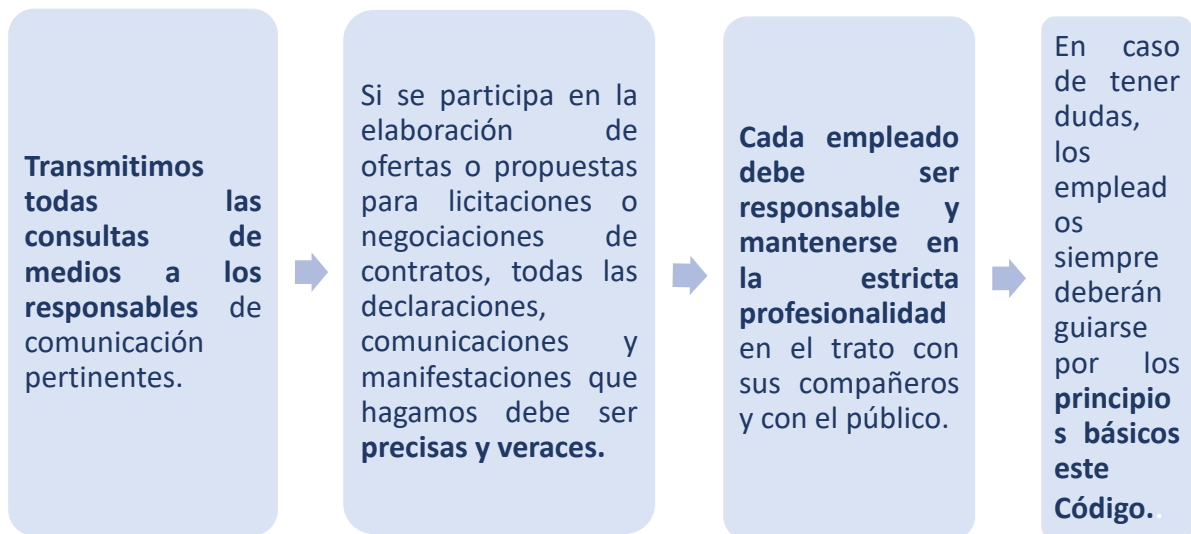 Transmitimos
todas las
consultas de
medios a los
responsables de
comunicación
pertinentes.
Si se participa en la
elaboración de
ofertas o propuestas
para licitaciones o
negociaciones de
contratos, todas las
declaraciones,
comunicaciones y
manifestaciones que
hagamos debe ser
precisas y veraces.
Cada empleado
debe ser
responsable y
mantenerse en
la estricta
profesionalidad
en el trato con
sus compañeros
y con el público.
En caso
de tener
dudas,
los
emplead
os
siempre
deberán
guiarse
por los
principio
s básicos
este
Código..